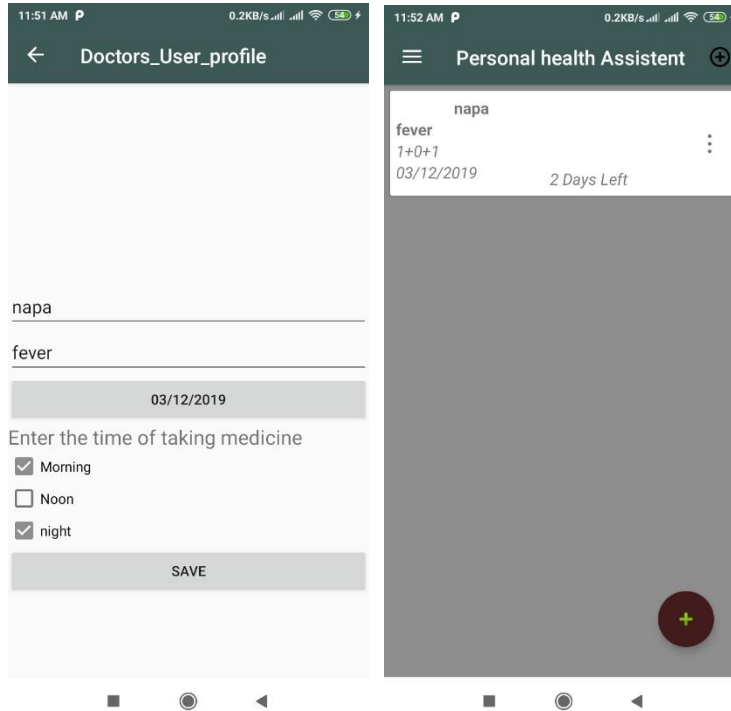 11:51 AM P 0.2KB/s 54
Doctors_User_profile
napa
fever
03/12/2019
Enter the time of taking medicine
Morning
Noon
night
SAVE
11:52 AM P 0.2KB/s 54
Personal health Assistent
napa
fever
1+0+1
03/12/2019 2 Days Left